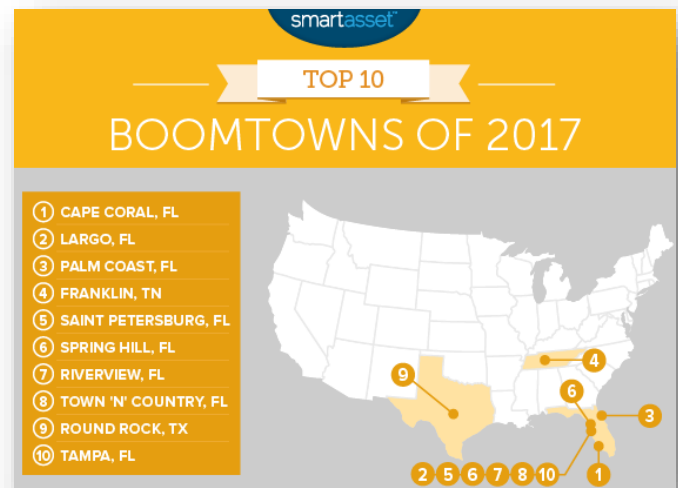 smartasset™
TOP 10
BOOMTOWNS OF 2017
1 CAPE CORAL, FL
2 LARGO, FL
3 PALM COAST, FL
4 FRANKLIN, TN
5 SAINT PETERSBURG, FL
6 SPRING HILL, FL
7 RIVERVIEW, FL
8 TOWN 'N' COUNTRY, FL
9 ROUND ROCK, TX
10 TAMPA, FL
4
9
6
3
2 5 6 7 8 10
1